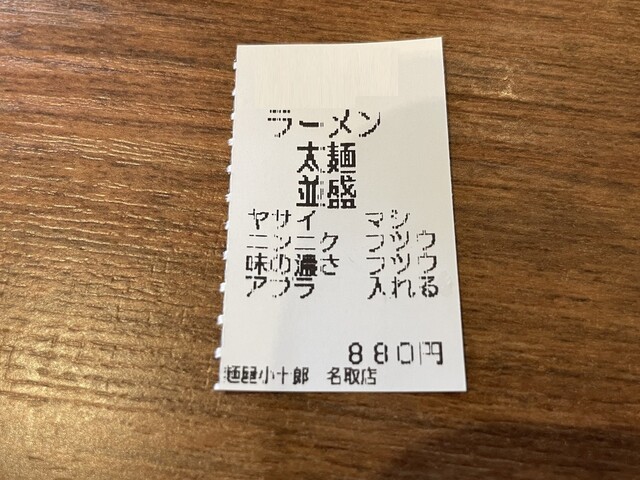 ラーメン
太麺
並盛
ヤサイ マシ
ニンニク フツウ
味の濃さ フツウ
アブラ 入れる
880円
麺屋小十郎 名取店